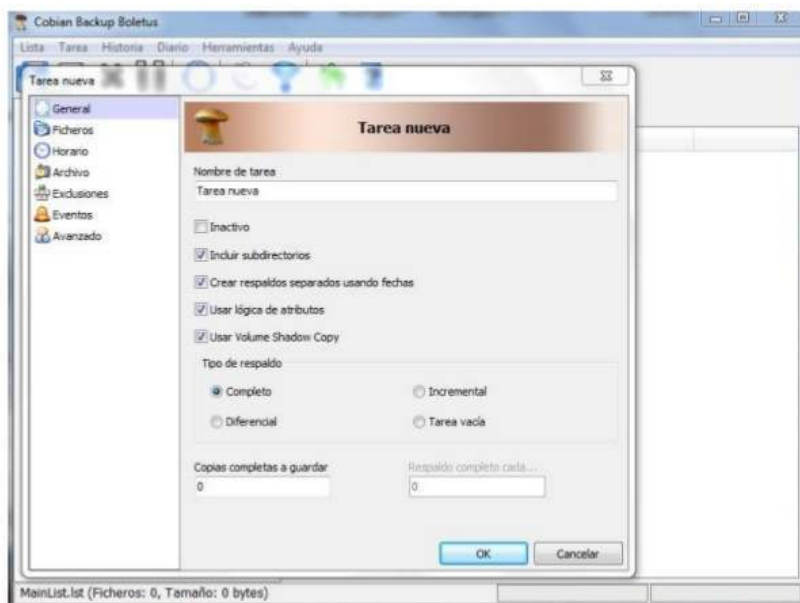 Cobian Backup Boletus
Lista Tarea Historia Diario Herramientas Ayuda
Tarea nueva
General
Ficheros
Horario
Archivo
Exclusiones
Eventos
Avanzado
Tarea nueva
Nombre de tarea
Tarea nueva
Inactivo
Incluir subdirectorios
Crear respaldos separados usando fechas
Usar lógica de atributos
Usar Volume Shadow Copy
Tipo de respaldo
Completo
Incremental
Diferencial
Tarea vacía
Copias completas a guardar
Respaldo completo cada...
0
0
OK
Cancelar
MainList.lst (Ficheros: 0, Tamaño: 0 bytes)